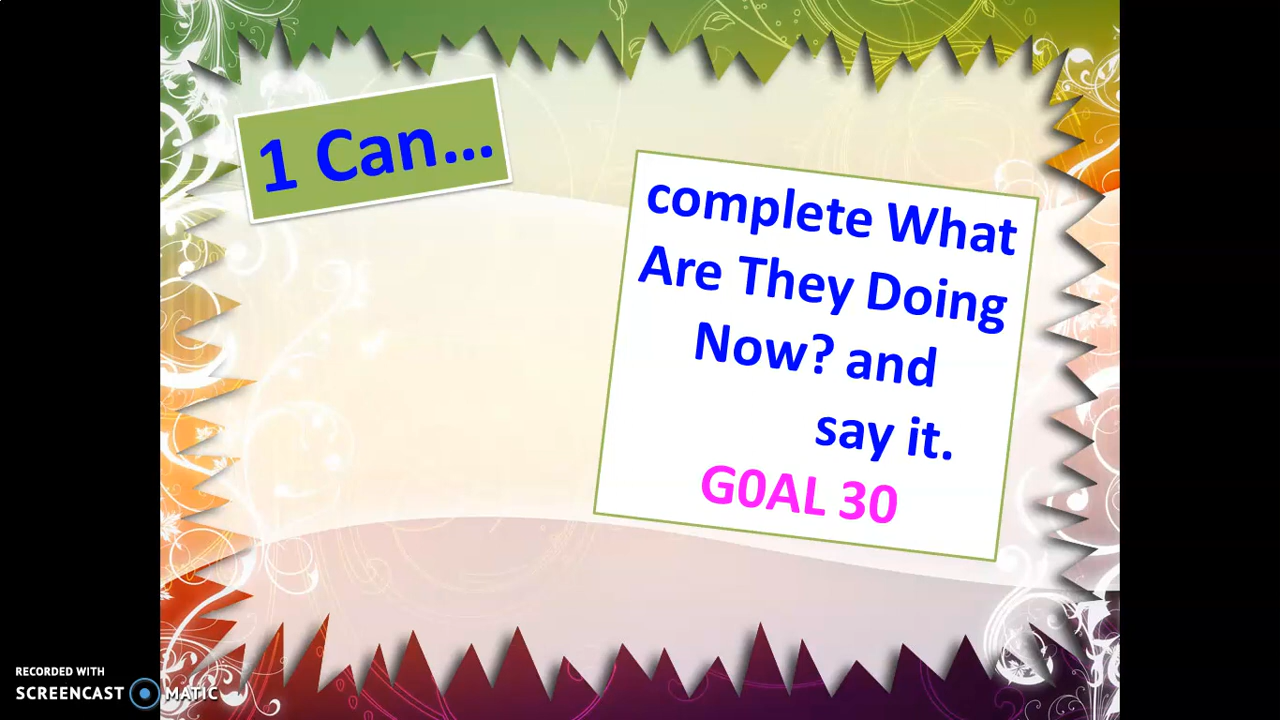 1 Can...
complete What
Are They Doing
Now? and
say it.
G0AL 30
RECORDED WITH
SCREENCAST MATIC